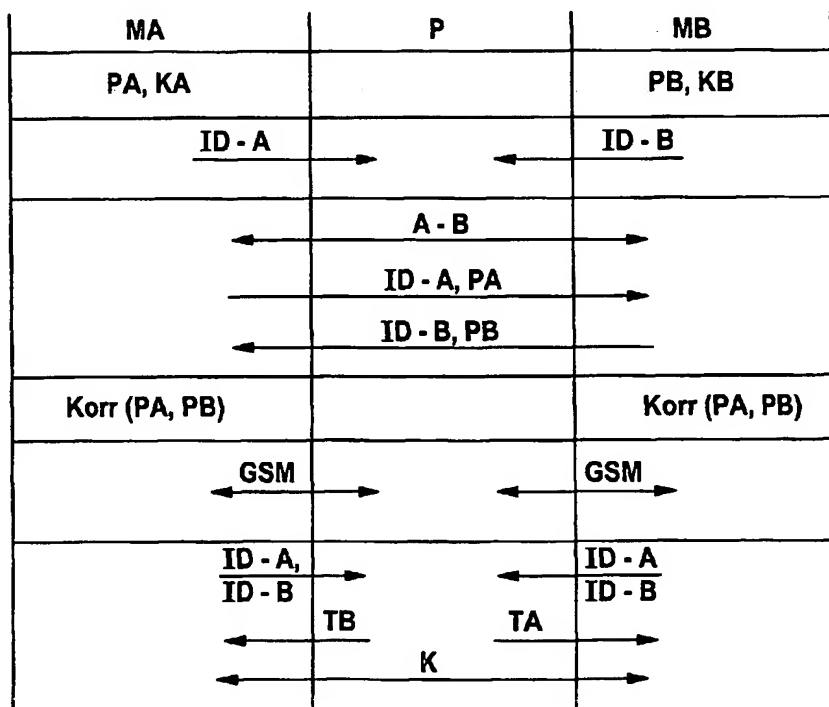 MA P MB
PA, KA PB, KB
ID - A ID - B
A - B
ID - A, PA
ID - B, PB
Korr (PA, PB) Korr (PA, PB)
GSM GSM
ID - A, ID - A
ID - B ID - B
TB TA
K